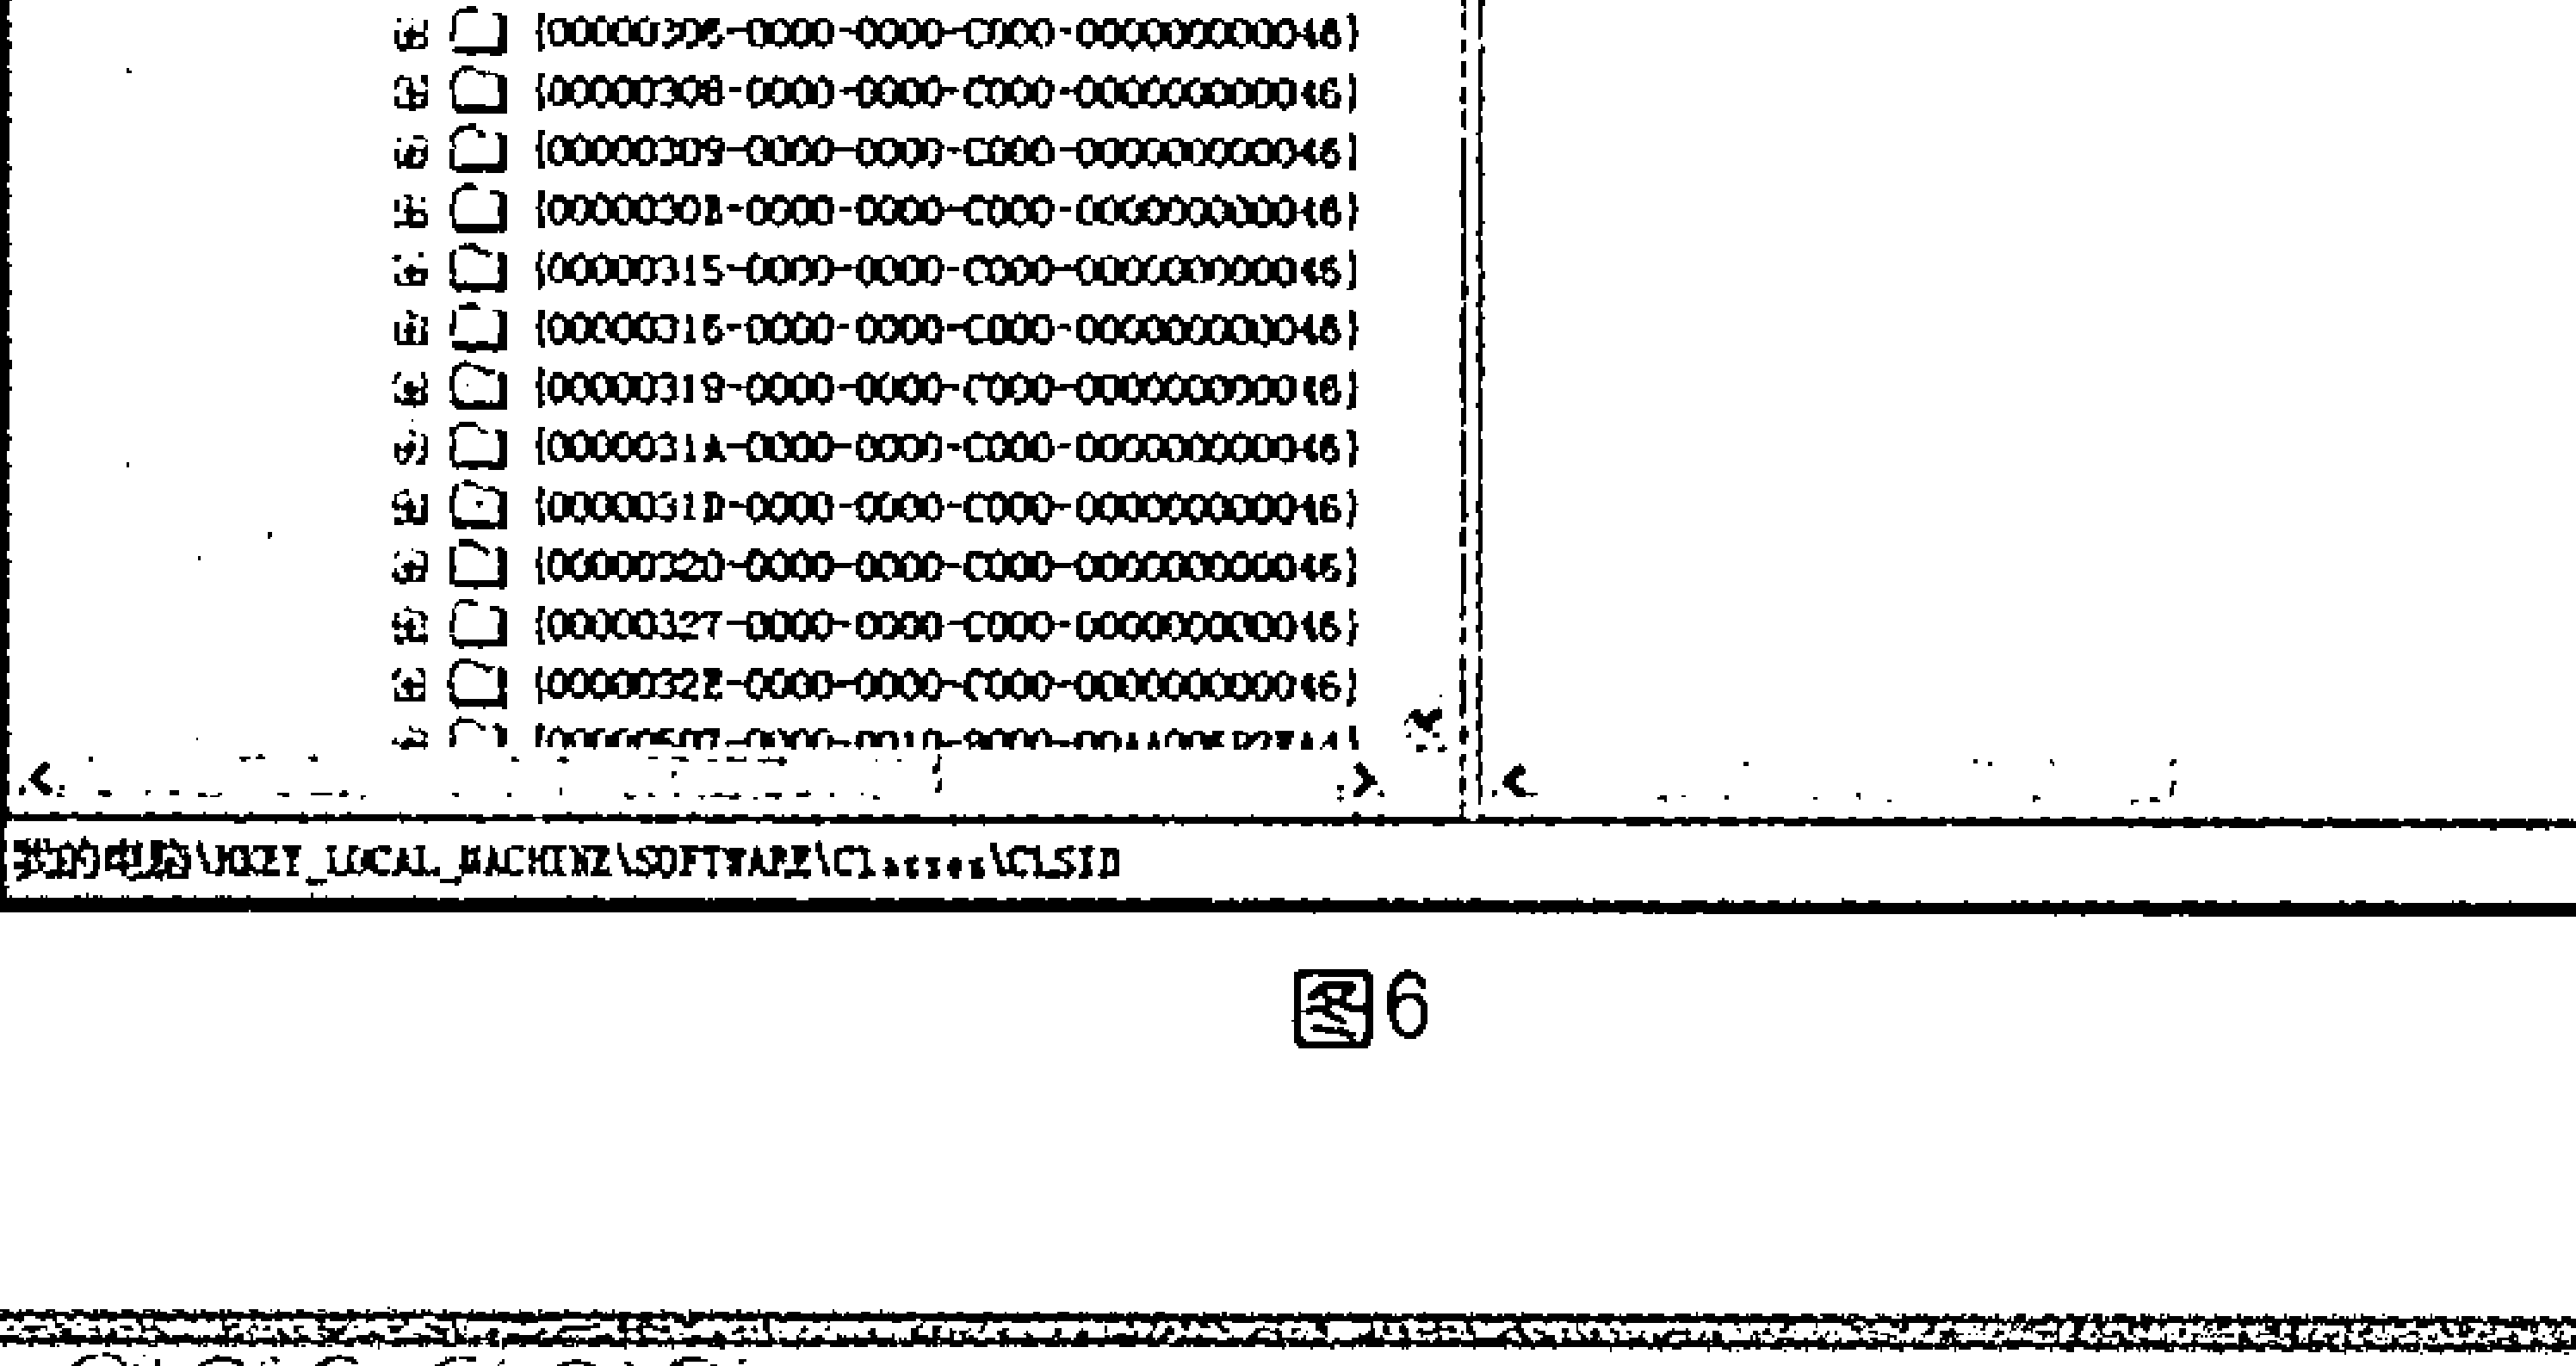 {00000306-0000-0000-C000-000000000046}
{00000308-0000-0000-C000-000000000046}
{00000309-0000-0000-C000-000000000046}
{0000030B-0000-0000-C000-000000000046}
{00000315-0000-0000-C000-000000000046}
{00000316-0000-0000-C000-000000000046}
{00000319-0000-0000-C000-000000000046}
{0000031A-0000-0000-C000-000000000046}
{0000031D-0000-0000-C000-000000000046}
{00000320-0000-0000-C000-000000000046}
{00000327-0000-0000-C000-000000000046}
{0000032E-0000-0000-C000-000000000046}
我的电脑\HKEY_LOCAL_MACHINE\SOFTWARE\Classes\CLSID
图6